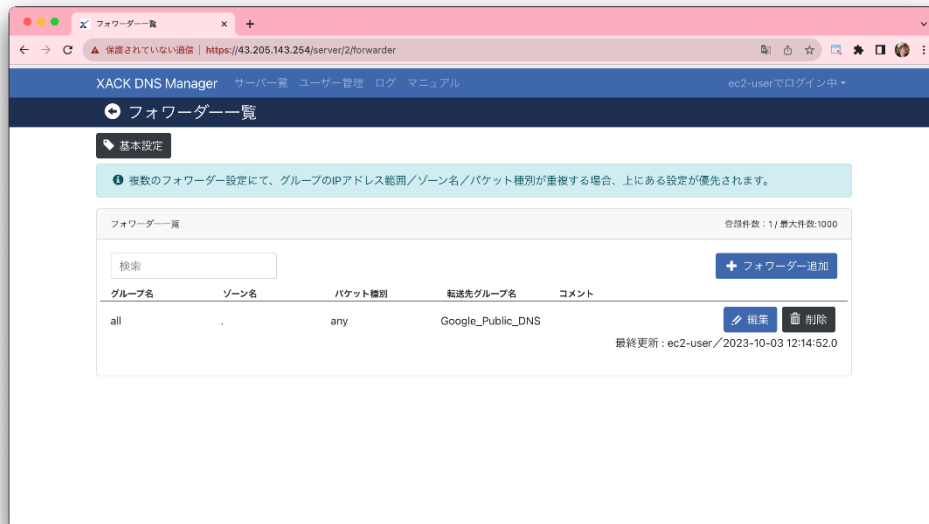 フォワーダー一覧
保護されていない通信 | https://43.205.143.254/server/2/forwarder
XACK DNS Manager サーバ一覧 ユーザー管理 ログ マニュアル ec2-userでログイン中
フォワーダー一覧
基本設定
複数のフォワーダー設定にて、グループのIPアドレス範囲／ゾーン名／パケット種別が重複する場合、上にある設定が優先されます。
フォワーダー一覧 登録件数：1 / 最大件数:1000
検索 フォワーダー追加
グループ名 ゾーン名 パケット種別 転送先グループ名 コメント
all . any Google_Public_DNS 編集 削除
最終更新 : ec2-user／2023-10-03 12:14:52.0